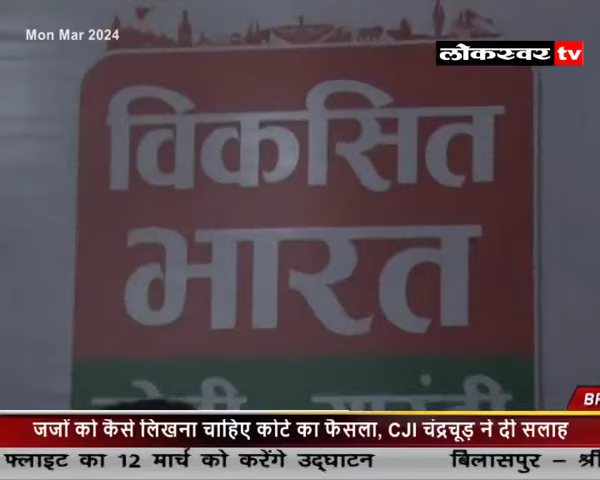 Mon Mar 2024
लोकस्वर tv
विकसित
भारत
जजों को कैसे लिखना चाहिए कोर्ट का फैसला, CJI चंद्रचूड़ ने दी सलाह
फ्लाइट का 12 मार्च को करेंगे उद्घाटन बिलासपुर – श्री